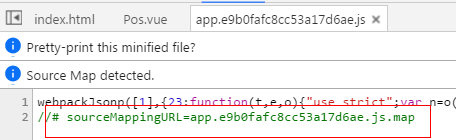 index.html Pos.vue app.e9b0fafc8cc53a17d6ae.js ×
Pretty-print this minified file?
Source Map detected.
1 webpackJsonp([1],{23:function(t,e,o){"use strict";var n=o(
2 //# sourceMappingURL=app.e9b0fafc8cc53a17d6ae.js.map